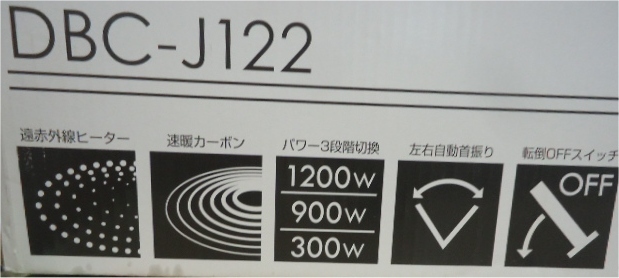 DBC-J122
遠赤外線ヒーター
速暖カーボン
パワー3段階切換
1200W
900W
300W
左右自動首振り
転倒OFFスイッチ
OFF